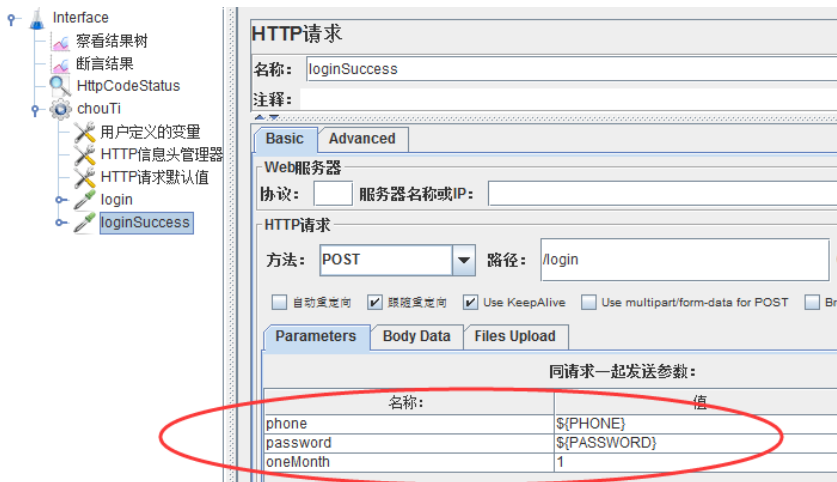 Interface
察看结果树
断言结果
HttpCodeStatus
chouTi
用户定义的变量
HTTP信息头管理器
HTTP请求默认值
login
loginSuccess
HTTP请求
名称： loginSuccess
注释：
Basic Advanced
Web服务器
协议： 服务器名称或IP：
HTTP请求
方法： POST 路径： /login
自动重定向 跟随重定向 Use KeepAlive Use multipart/form-data for POST Br
Parameters Body Data Files Upload
同请求一起发送参数：
名称： 值
phone ${PHONE}
password ${PASSWORD}
oneMonth 1